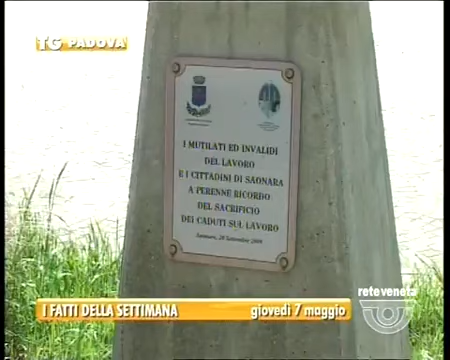 TG PADOVA
I MUTILATI ED INVALIDI
DEL LAVORO
E I CITTADINI DI SAONARA
A PERENNE RICORDO
DEL SACRIFICIO
DEI CADUTI SUL LAVORO
I FATTI DELLA SETTIMANA
giovedì 7 maggio
reteveneta